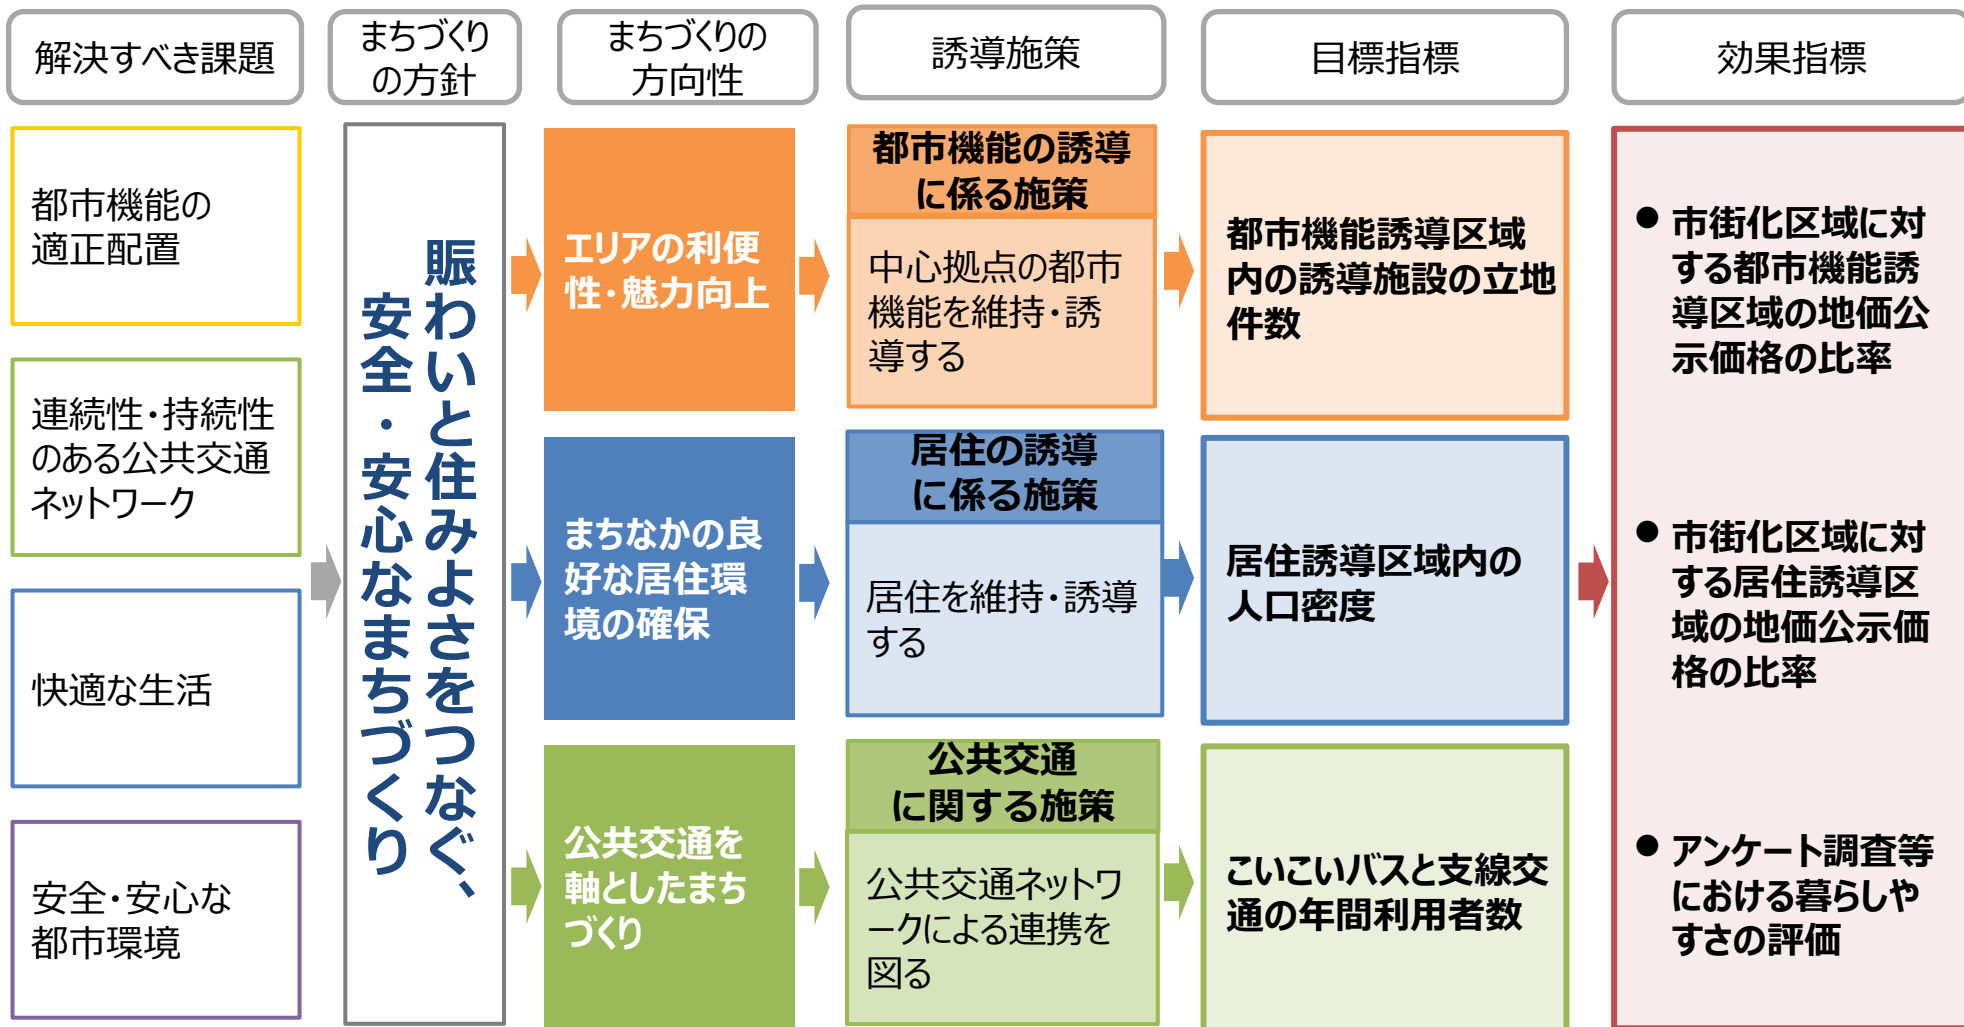 解決すべき課題
まちづくり
の方針
まちづくりの
方向性
誘導施策
目標指標
効果指標
都市機能の
適正配置
連続性・持続性
のある公共交通
ネットワーク
快適な生活
安全・安心な
都市環境
賑わいと住みよさをつなぐ、
安全・安心なまちづくり
エリアの利便
性・魅力向上
まちなかの良
好な居住環
境の確保
公共交通を
軸としたまち
づくり
都市機能の誘導
に係る施策
中心拠点の都市
機能を維持・誘
導する
居住の誘導
に係る施策
居住を維持・誘導
する
公共交通
に関する施策
公共交通ネットワ
ークによる連携を
図る
都市機能誘導区域
内の誘導施設の立地
件数
居住誘導区域内の
人口密度
こいこいバスと支線交
通の年間利用者数
● 市街化区域に対
する都市機能誘
導区域の地価公
示価格の比率
● 市街化区域に対
する居住誘導区
域の地価公示価
格の比率
● アンケート調査等
における暮らしや
すさの評価